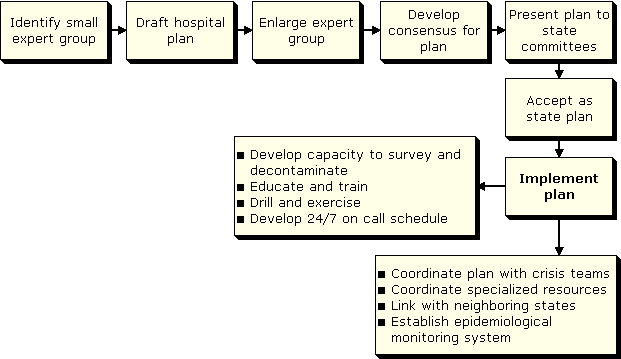 Identify small
expert group
Draft hospital
plan
Enlarge expert
group
Develop
consensus for
plan
Present plan to
state
committees
Accept as
state plan
Implement
plan
■ Develop capacity to survey and
decontaminate
■ Educate and train
■ Drill and exercise
■ Develop 24/7 on call schedule
■ Coordinate plan with crisis teams
■ Coordinate specialized resources
■ Link with neighboring states
■ Establish epidemiological
monitoring system